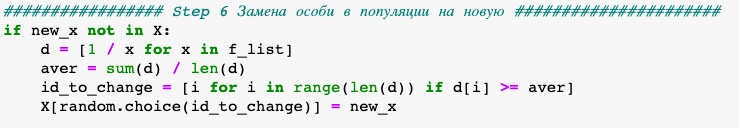 ################# Step 6 Замена особи в популяции на новую ######################
if new_x not in X:
    d = [1 / x for x in f_list]
    aver = sum(d) / len(d)
    id_to_change = [i for i in range(len(d)) if d[i] >= aver]
    X[random.choice(id_to_change)] = new_x